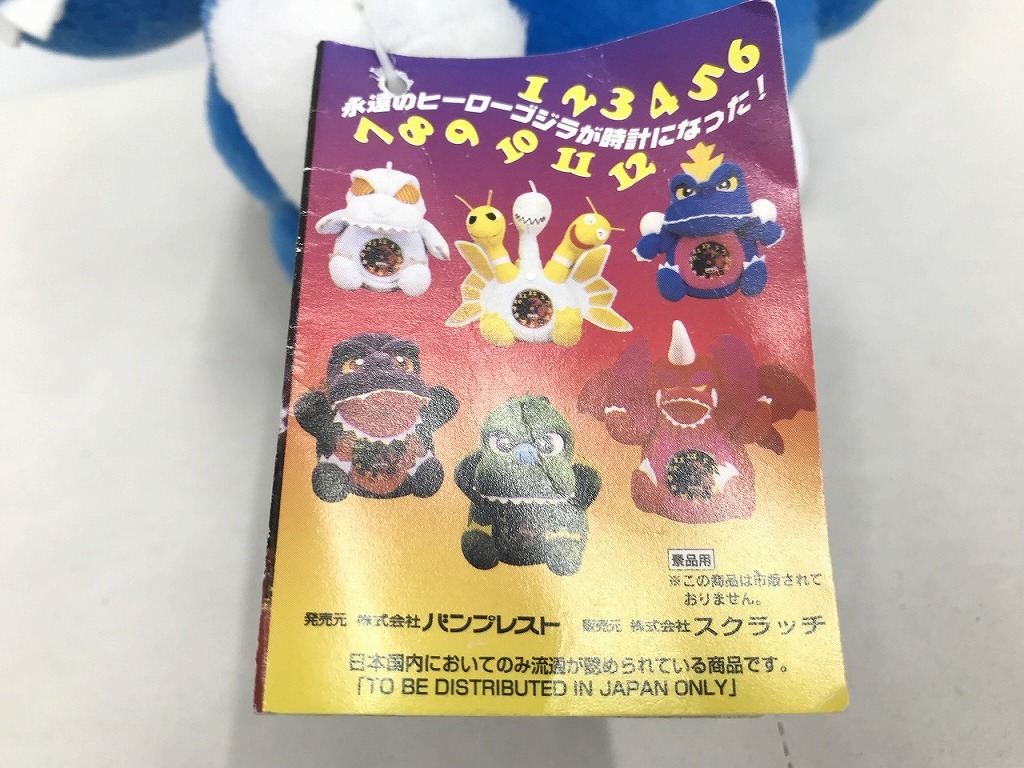 1 2 3 4 5 6
永遠のヒーローゴジラが時計になった！
7 8 9 10 11 12
景品用
※この商品は市販されて
おりません。
発売元 株式会社バンプレスト 販売元 株式会社スクラッチ
日本国内においてのみ流通が認められている商品です。
「TO BE DISTRIBUTED IN JAPAN ONLY」